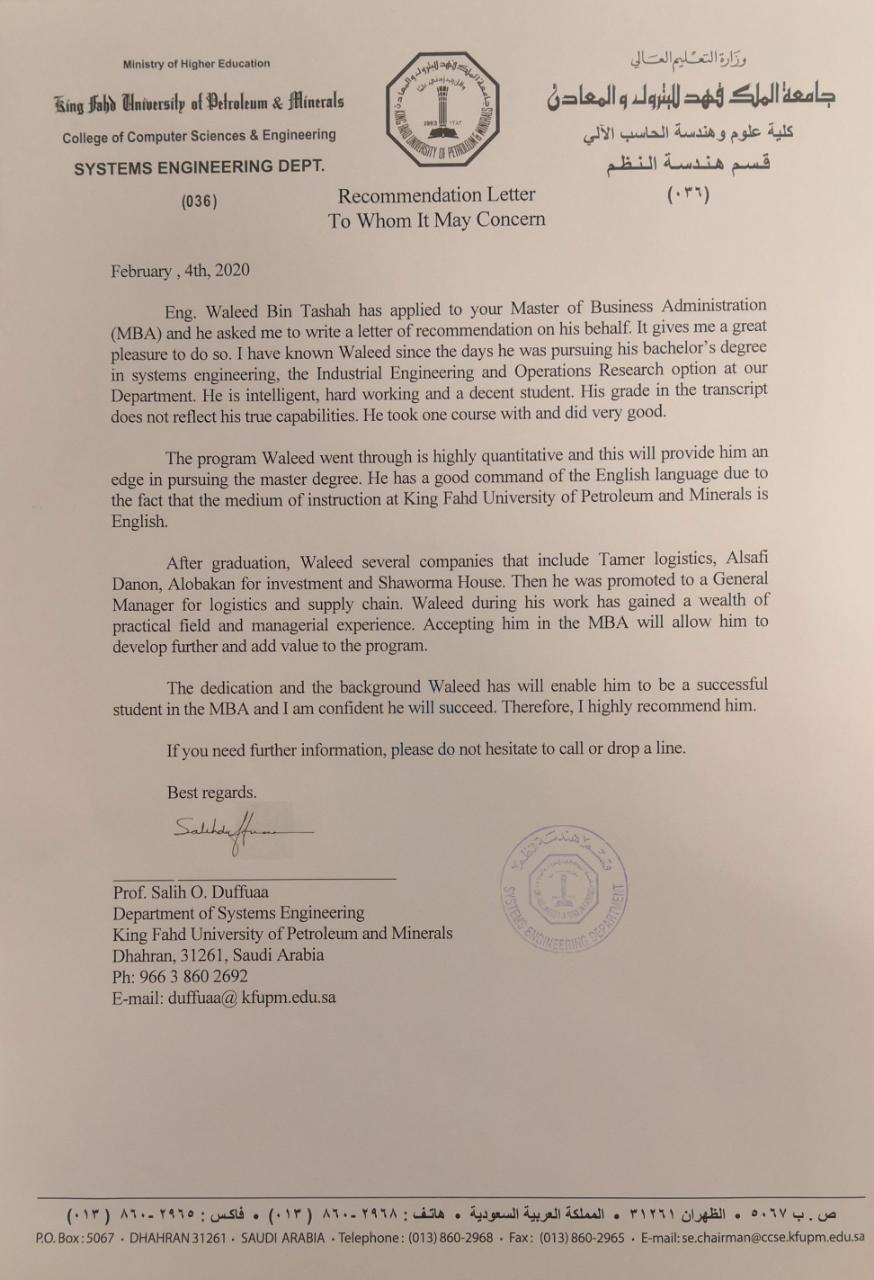 Ministry of Higher Education
King Fahd University of Petroleum & Minerals
College of Computer Sciences & Engineering
SYSTEMS ENGINEERING DEPT.
(036)
جامعة الملك فهد للبترول و المعادن
KING FAHD UNIVERSITY OF PETROLEUM & MINERALS
1963 ١٣٨٣
وزارة التعليم العالي
جامعة الملك فهد للبترول و المعادن
كلية علوم وهندسة الحاسب الآلي
قسم هندسة النظم
(٠٣٦)
Recommendation Letter
To Whom It May Concern
February , 4th, 2020
Eng. Waleed Bin Tashah has applied to your Master of Business Administration
(MBA) and he asked me to write a letter of recommendation on his behalf. It gives me a great
pleasure to do so. I have known Waleed since the days he was pursuing his bachelor’s degree
in systems engineering, the Industrial Engineering and Operations Research option at our
Department. He is intelligent, hard working and a decent student. His grade in the transcript
does not reflect his true capabilities. He took one course with and did very good.
The program Waleed went through is highly quantitative and this will provide him an
edge in pursuing the master degree. He has a good command of the English language due to
the fact that the medium of instruction at King Fahd University of Petroleum and Minerals is
English.
After graduation, Waleed several companies that include Tamer logistics, Alsafi
Danon, Alobakan for investment and Shaworma House. Then he was promoted to a General
Manager for logistics and supply chain. Waleed during his work has gained a wealth of
practical field and managerial experience. Accepting him in the MBA will allow him to
develop further and add value to the program.
The dedication and the background Waleed has will enable him to be a successful
student in the MBA and I am confident he will succeed. Therefore, I highly recommend him.
If you need further information, please do not hesitate to call or drop a line.
Best regards.
Salihduffuaa
Prof. Salih O. Duffuaa
Department of Systems Engineering
King Fahd University of Petroleum and Minerals
Dhahran, 31261, Saudi Arabia
Ph: 966 3 860 2692
E-mail: duffuaa@ kfupm.edu.sa
قسم هندسة النظم
SYSTEMS ENGINEERING DEPARTMENT
ص . ب ٥٠٦٧ • الظهران ٣١٢٦١ • المملكة العربية السعودية • هاتف : ٢٩٦٨-٨٦٠ (٠١٣) • فاكس : ٢٩٦٥-٨٦٠ (٠١٣)
P.O. Box : 5067 • DHAHRAN 31261 • SAUDI ARABIA • Telephone : (013) 860-2968 • Fax : (013) 860-2965 • E-mail: se.chairman@ccse.kfupm.edu.sa